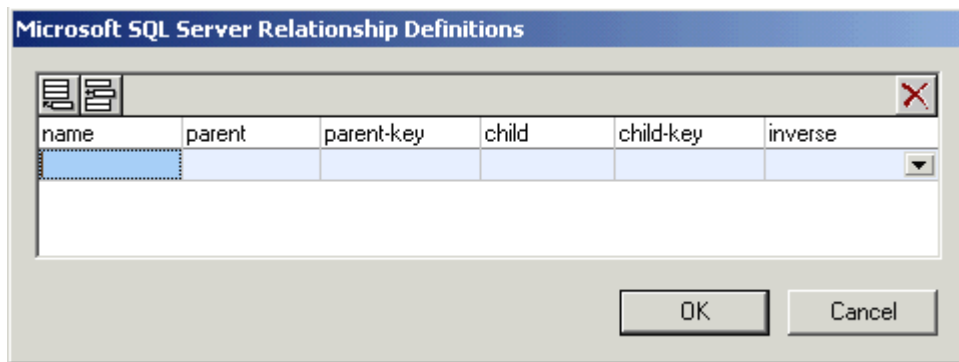 Microsoft SQL Server Relationship Definitions
name parent parent-key child child-key inverse
OK Cancel